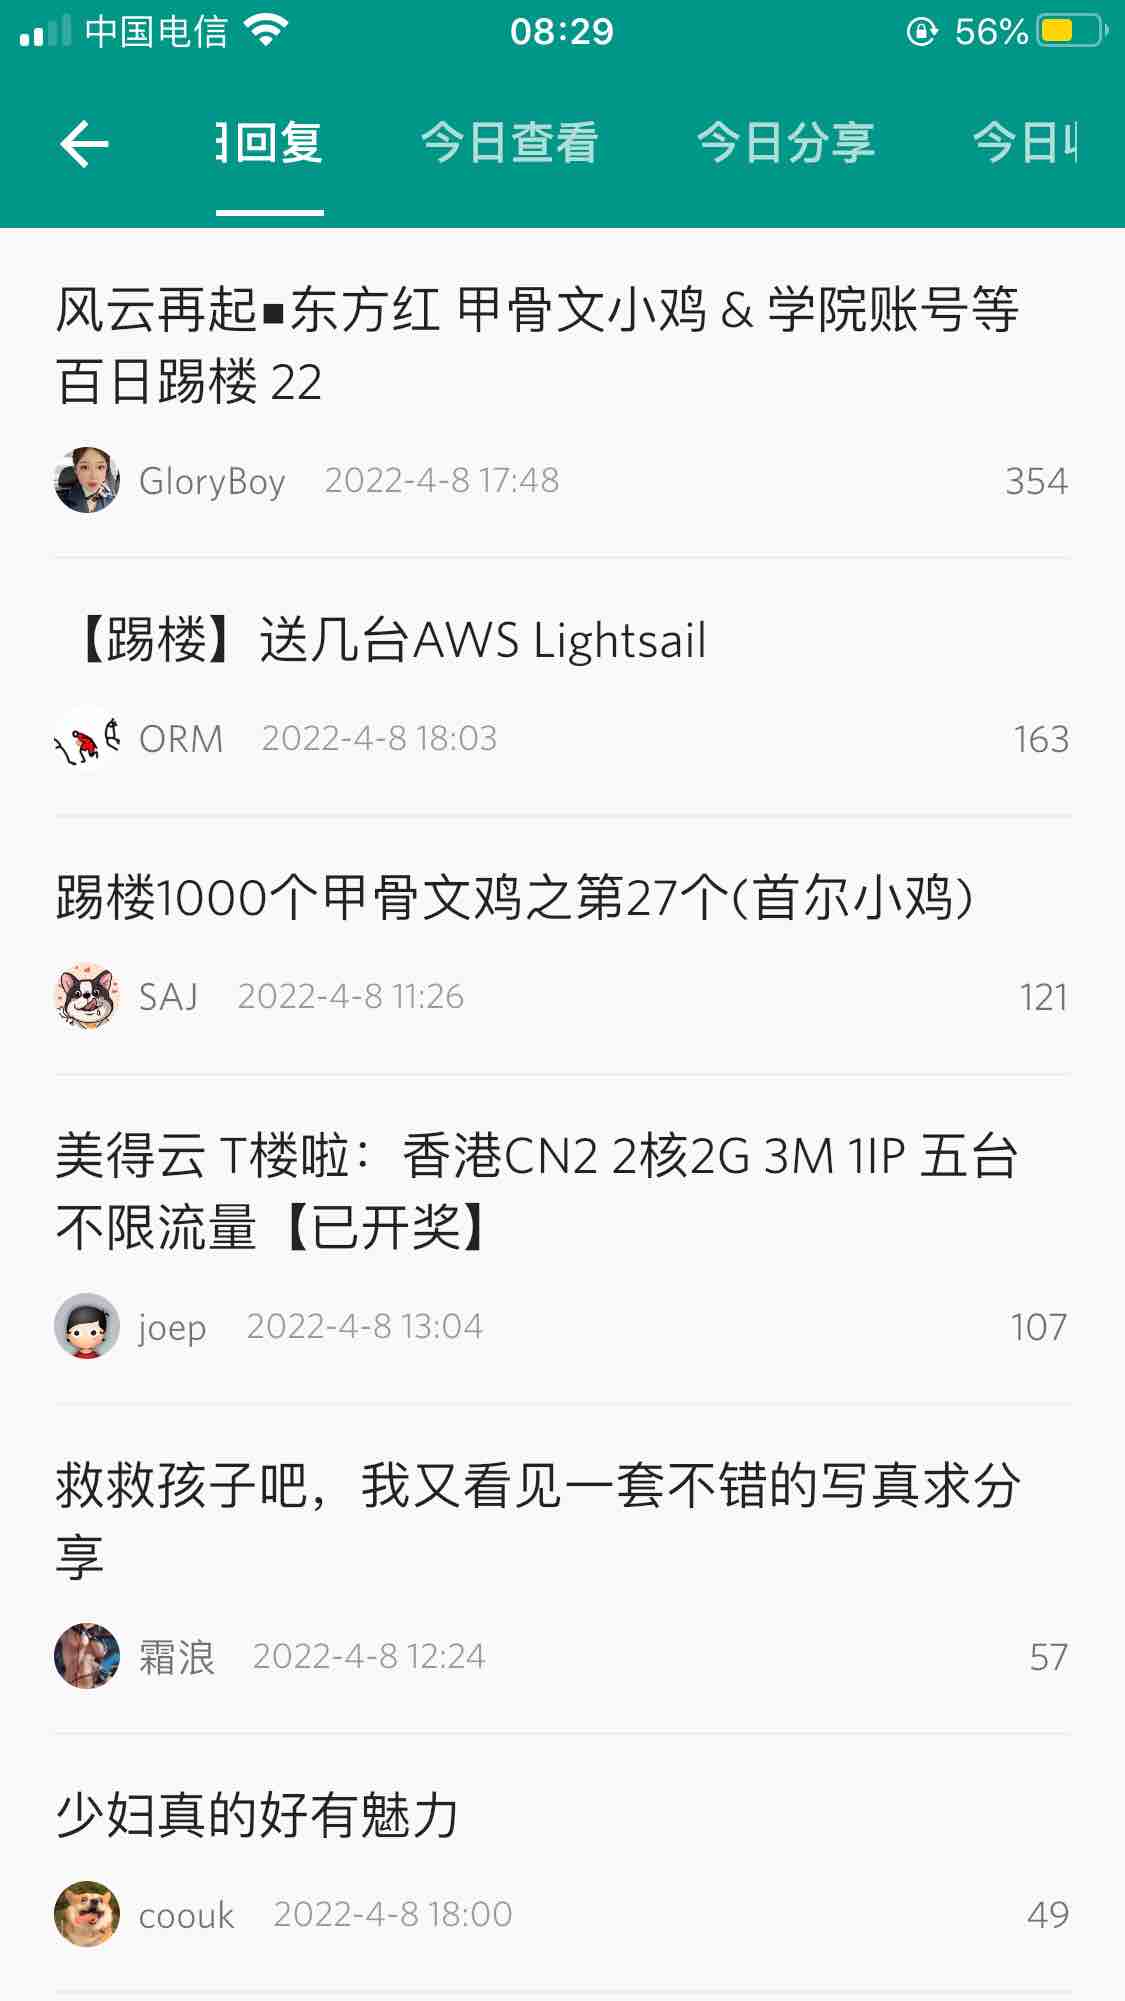 中国电信
08:29
56%
日回复
今日查看
今日分享
今日
风云再起■东方红 甲骨文小鸡 & 学院账号等
百日踢楼 22
GloryBoy
2022-4-8 17:48
354
【踢楼】送几台AWS Lightsail
ORM
2022-4-8 18:03
163
踢楼1000个甲骨文鸡之第27个(首尔小鸡)
SAJ
2022-4-8 11:26
121
美得云 T楼啦：香港CN2 2核2G 3M 1IP 五台
不限流量【已开奖】
joep
2022-4-8 13:04
107
救救孩子吧，我又看见一套不错的写真求分
享
霜浪
2022-4-8 12:24
57
少妇真的好有魅力
coouk
2022-4-8 18:00
49